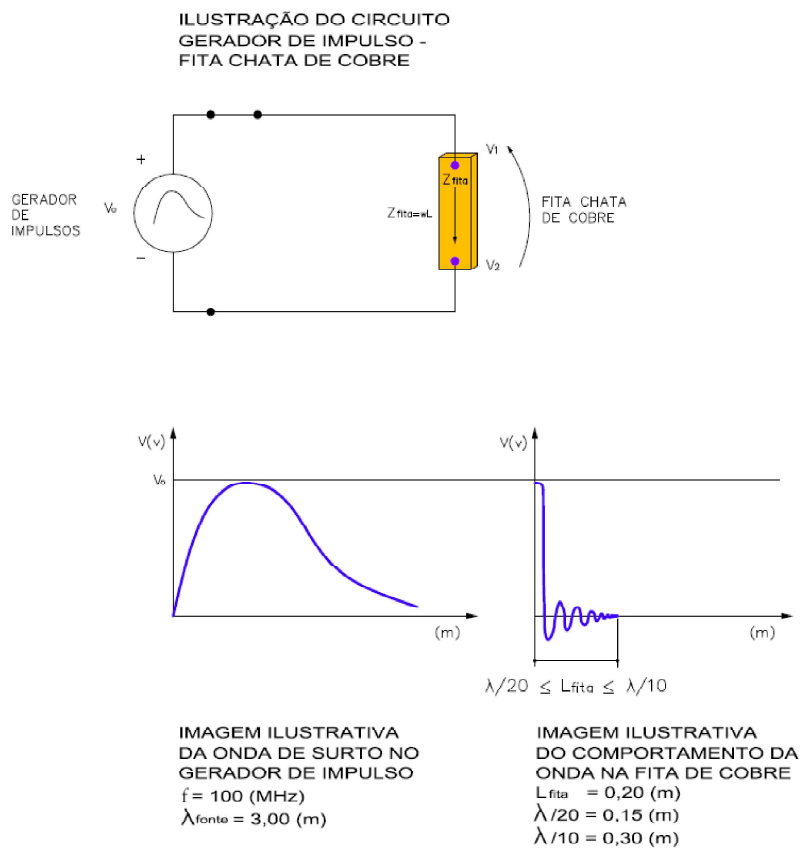 ILUSTRAÇÃO DO CIRCUITO
GERADOR DE IMPULSO -
FITA CHATA DE COBRE
GERADOR
DE
IMPULSOS
V₀
+
−
Zfita
Zfita=wL
V1
V2
FITA CHATA
DE COBRE
V(v)
V₀
(m)
V(v)
(m)
λ/20 ≤ Lfita ≤ λ/10
IMAGEM ILUSTRATIVA
DA ONDA DE SURTO NO
GERADOR DE IMPULSO
f = 100 (MHz)
λfonte = 3,00 (m)
IMAGEM ILUSTRATIVA
DO COMPORTAMENTO DA
ONDA NA FITA DE COBRE
Lfita = 0,20 (m)
λ/20 = 0,15 (m)
λ/10 = 0,30 (m)